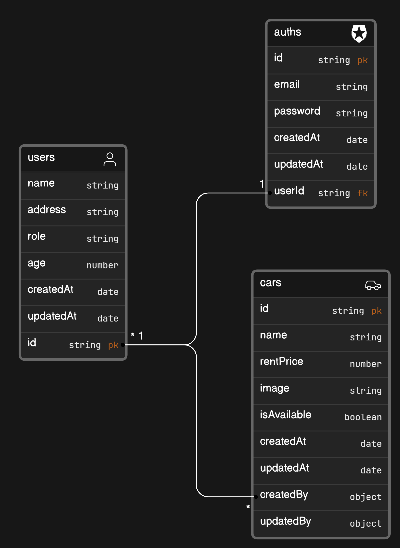 auths
id string pk
email string
password string
createdAt date
updatedAt date
1 userId string fk
users
name string
address string
role string
age number
createdAt date
updatedAt date
id string pk * 1
cars
id string pk
name string
rentPrice number
image string
isAvailable boolean
createdAt date
updatedAt date
createdBy object
*
updatedBy object